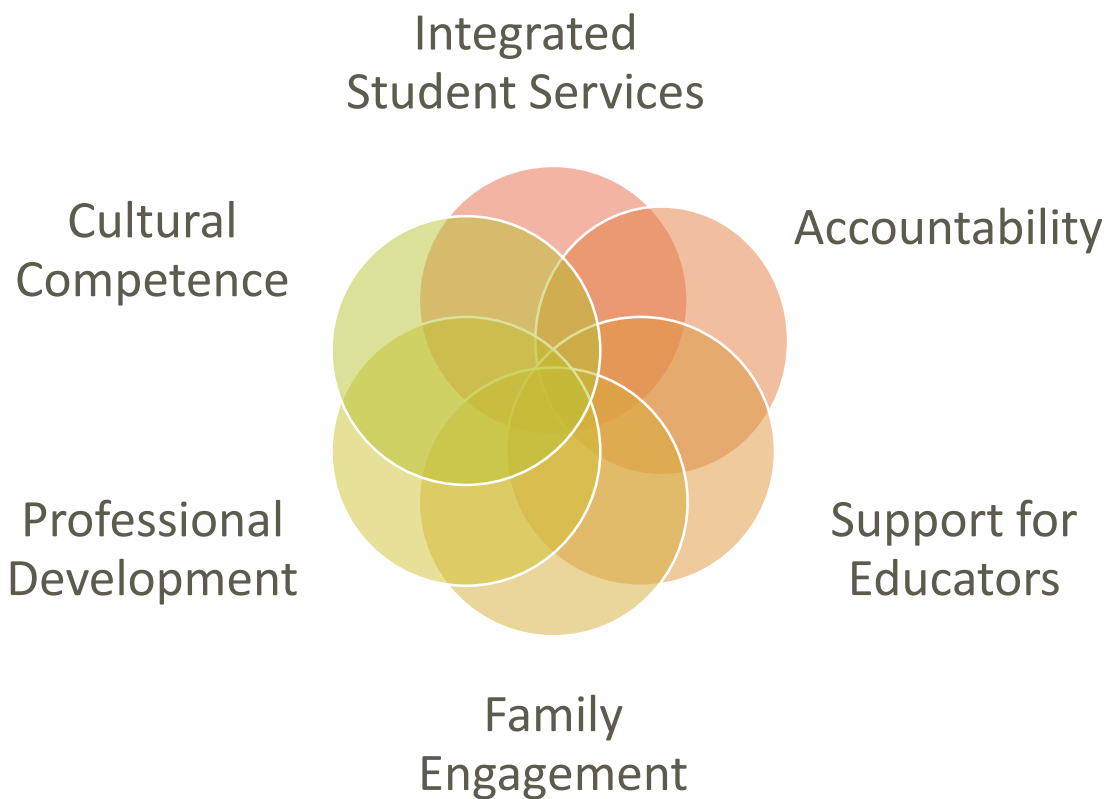 Integrated
Student Services
Cultural
Competence
Accountability
Professional
Development
Support for
Educators
Family
Engagement